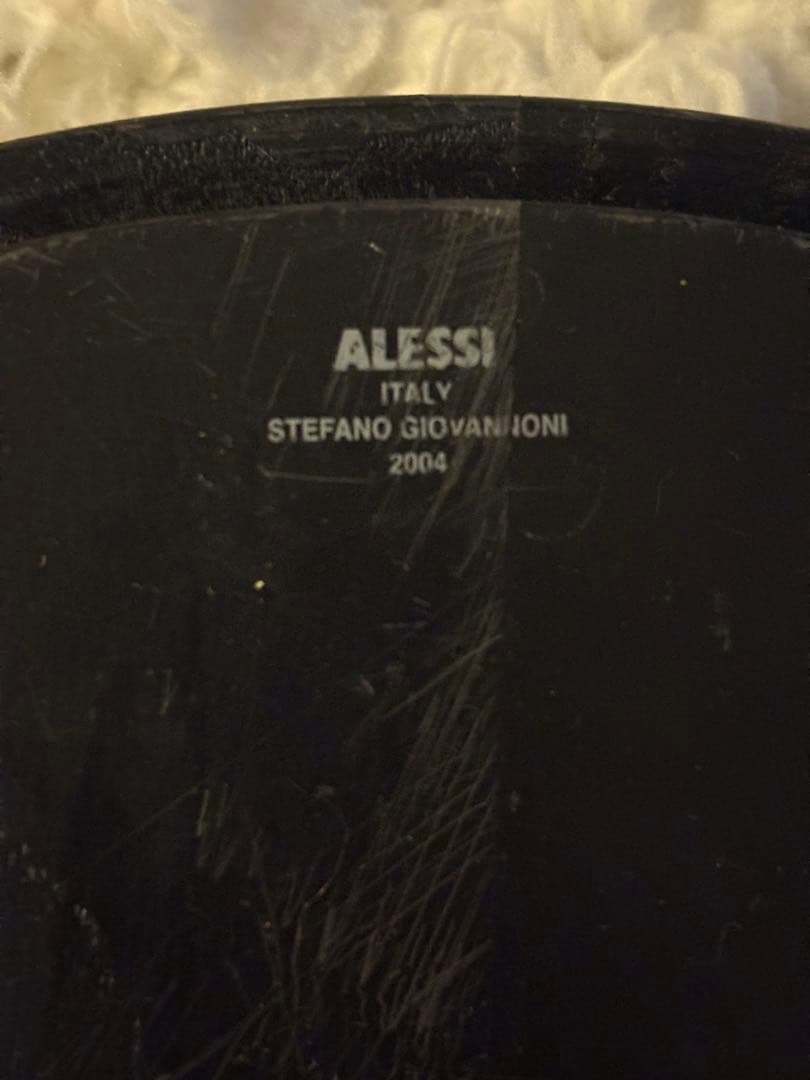 ALESSI
ITALY
STEFANO GIOVANNONI
2004